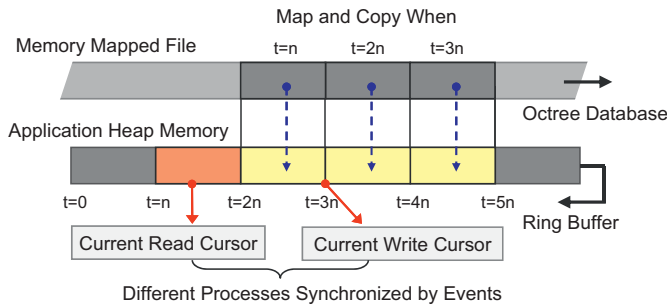 Map and Copy When
Memory Mapped File
t=n t=2n t=3n
Octree Database
Application Heap Memory
t=0 t=n t=2n t=3n t=4n t=5n
Ring Buffer
Current Read Cursor Current Write Cursor
Different Processes Synchronized by Events